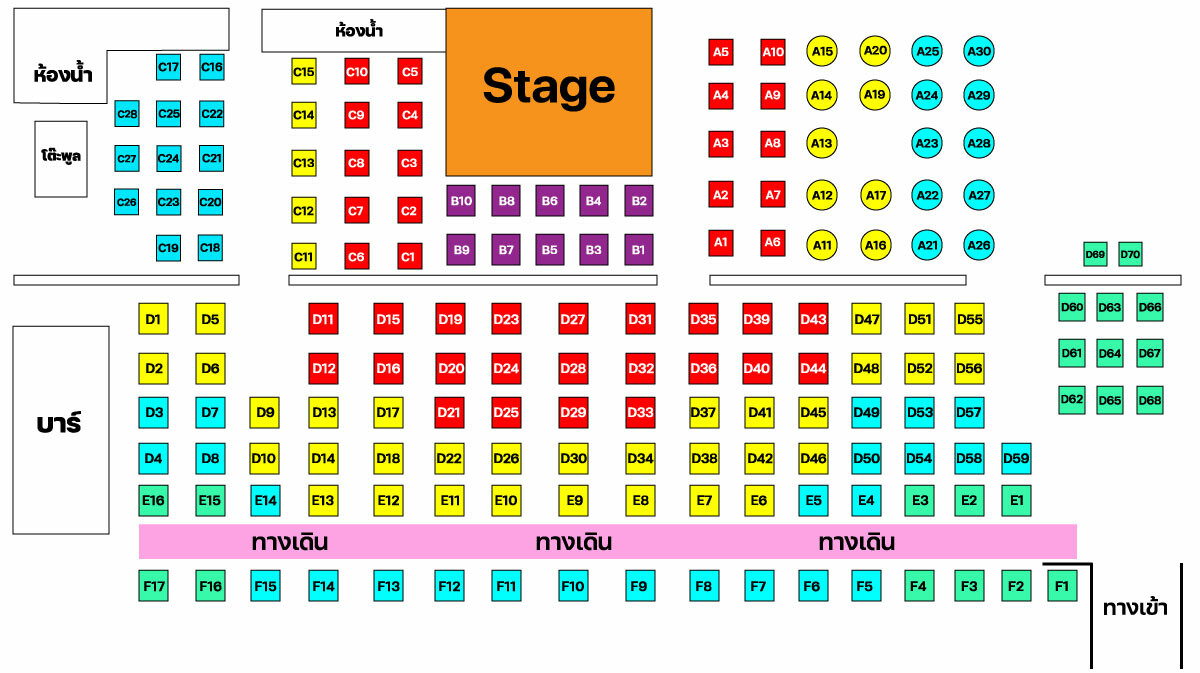 ห้องน้ำ
Stage
A5 A10 A15 A20 A25 A30
ห้องน้ำ
C17 C16
C15 C10 C5
A4 A9 A14 A19 A24 A29
C28 C25 C22
C14 C9 C4
โต๊ะพูล
A3 A8 A13 A23 A28
C27 C24 C21
C13 C8 C3
C26 C23 C20
C12 C7 C2
B10 B8 B6 B4 B2
A2 A7 A12 A17 A22 A27
C19 C18
C11 C6 C1
B9 B7 B5 B3 B1
A1 A6 A11 A16 A21 A26
D69 D70
D60 D63 D66
D1 D5 D11 D15 D19 D23 D27 D31 D35 D39 D43 D47 D51 D55
D61 D64 D67
D2 D6 D12 D16 D20 D24 D28 D32 D36 D40 D44 D48 D52 D56
D62 D65 D68
D3 D7 D9 D13 D17 D21 D25 D29 D33 D37 D41 D45 D49 D53 D57
บาร์
D4 D8 D10 D14 D18 D22 D26 D30 D34 D38 D42 D46 D50 D54 D58 D59
E16 E15 E14 E13 E12 E11 E10 E9 E8 E7 E6 E5 E4 E3 E2 E1
ทางเดิน ทางเดิน ทางเดิน
F17 F16 F15 F14 F13 F12 F11 F10 F9 F8 F7 F6 F5 F4 F3 F2 F1
ทางเข้า